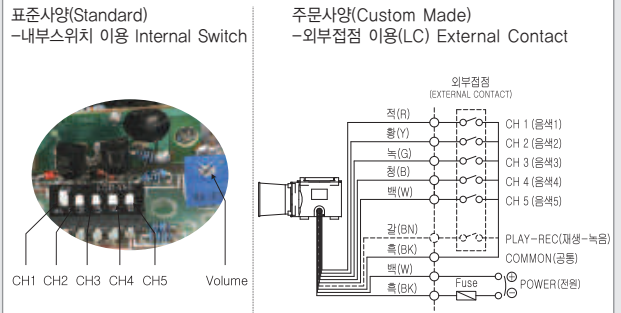 표준사양(Standard)
-내부스위치 이용 Internal Switch
CH1 CH2 CH3 CH4 CH5 Volume
주문사양(Custom Made)
-외부접점 이용(LC) External Contact
외부접점
(EXTERNAL CONTACT)
적(R) CH 1 (음색1)
황(Y) CH 2 (음색2)
녹(G) CH 3 (음색3)
청(B) CH 4 (음색4)
백(W) CH 5 (음색5)
갈(BN) PLAY-REC(재생-녹음)
흑(BK) COMMON(공통)
백(W) ⊕
Fuse POWER(전원)
흑(BK) ⊖